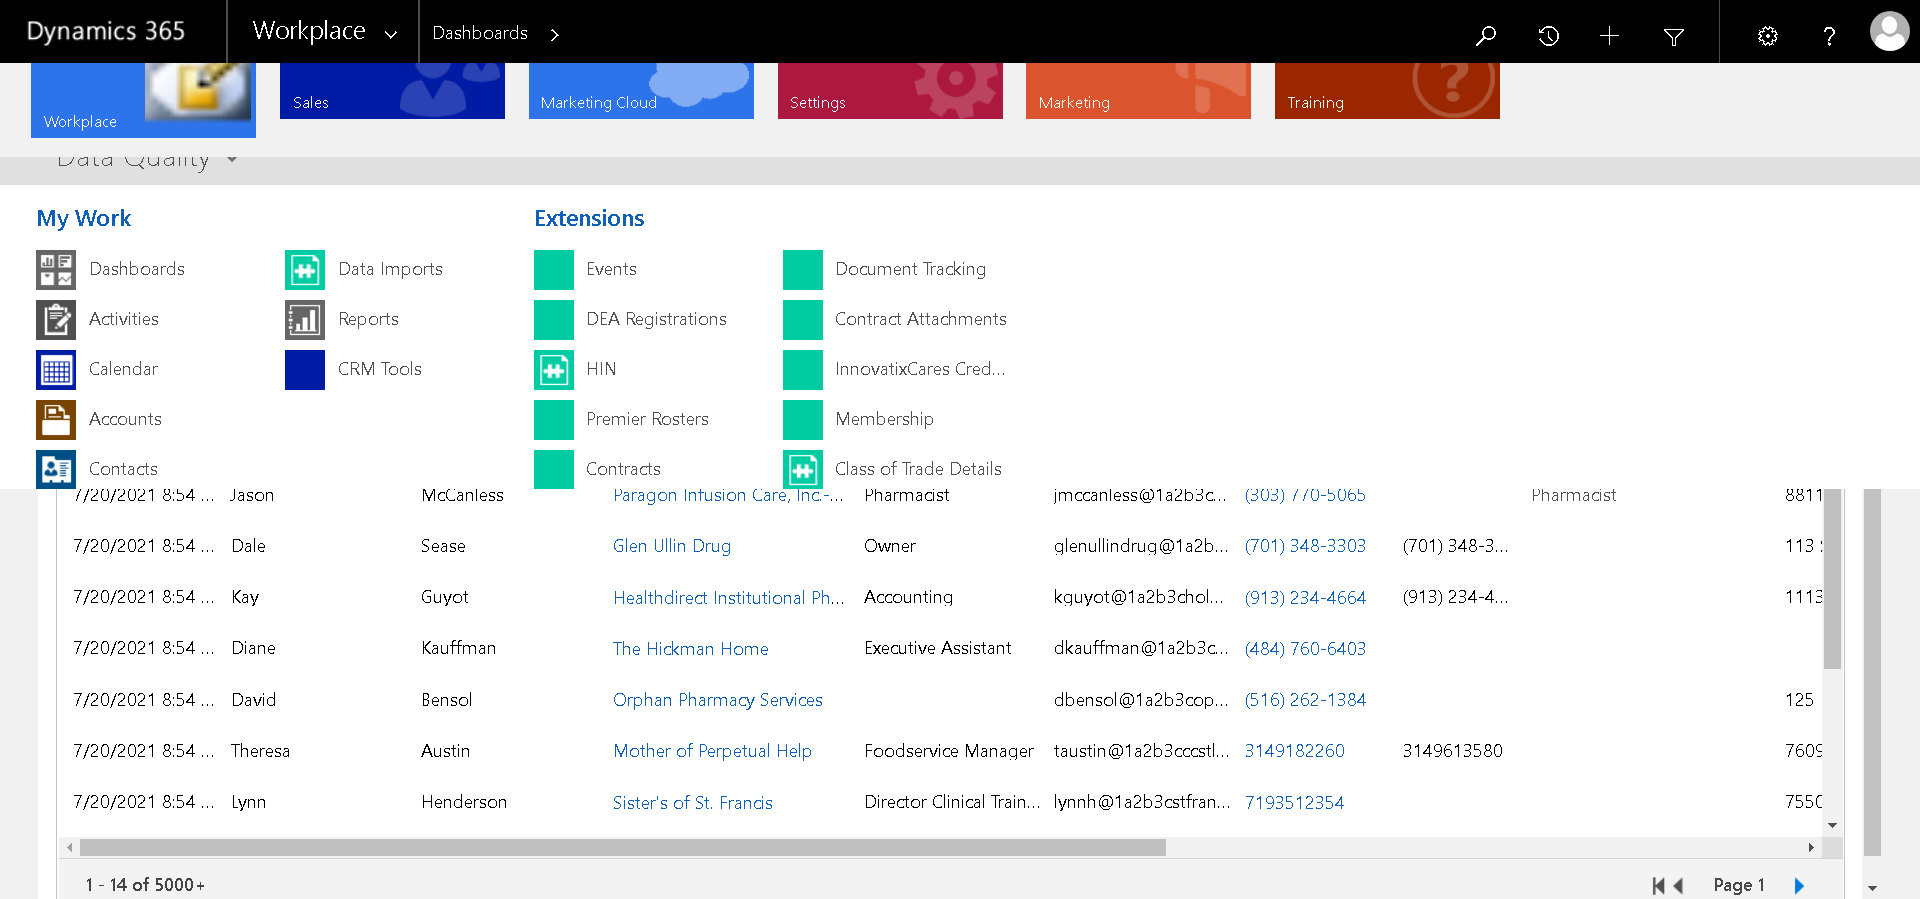 Dynamics 365 Workplace Dashboards
Workplace Sales Marketing Cloud Settings Marketing Training
Data Quality
My Work Extensions
Dashboards Data Imports Events Document Tracking
Activities Reports DEA Registrations Contract Attachments
Calendar CRM Tools HIN InnovatixCares Cred...
Accounts Premier Rosters Membership
Contacts Contracts Class of Trade Details
7/20/2021 8:54 ... Jason McCanless Paragon Infusion Care, Inc.-... Pharmacist jmccanless@1a2b3c... (303) 770-5065 Pharmacist 8811
7/20/2021 8:54 ... Dale Sease Glen Ullin Drug Owner glenullindrug@1a2b... (701) 348-3303 (701) 348-3... 113
7/20/2021 8:54 ... Kay Guyot Healthdirect Institutional Ph... Accounting kguyot@1a2b3chol... (913) 234-4664 (913) 234-4... 1113
7/20/2021 8:54 ... Diane Kauffman The Hickman Home Executive Assistant dkauffman@1a2b3c... (484) 760-6403
7/20/2021 8:54 ... David Bensol Orphan Pharmacy Services dbensol@1a2b3cop... (516) 262-1384 125
7/20/2021 8:54 ... Theresa Austin Mother of Perpetual Help Foodservice Manager taustin@1a2b3cccstl... 3149182260 3149613580 7609
7/20/2021 8:54 ... Lynn Henderson Sister's of St. Francis Director Clinical Train... lynnh@1a2b3cstfran... 7193512354 7550
1 - 14 of 5000+ Page 1